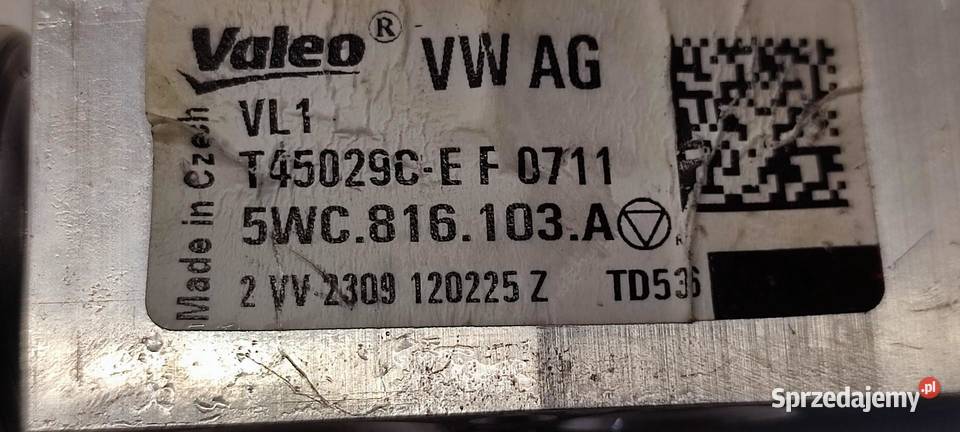 Valeo® VW AG
Made in Czech
VL1
T45029C-E F 0711
5WC.816.103.A
2 VV 2309 120225 Z TD536
Sprzedajemy.pl